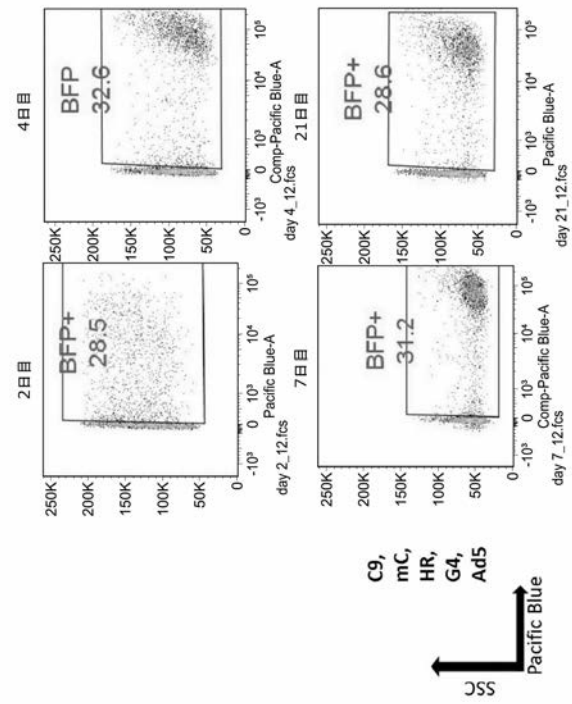 2日目
250K
200K
150K
100K
50K
0
BFP+
28.5
-10³
0
10³
10⁴
10⁵
Pacific Blue-A
day 2_12.fcs
4日目
250K
200K
150K
100K
50K
0
BFP
32.6
-10³
0
10³
10⁴
10⁵
Comp-Pacific Blue-A
day 4_12.fcs
7日目
250K
200K
150K
100K
50K
0
BFP+
31.2
-10³
0
10³
10⁴
10⁵
Comp-Pacific Blue-A
day 7_12.fcs
21日目
250K
200K
150K
100K
50K
0
BFP+
28.6
-10³
0
10³
10⁴
10⁵
Pacific Blue-A
day 21_12.fcs
C9,
mC,
HR,
G4,
Ad5
SSC
Pacific Blue